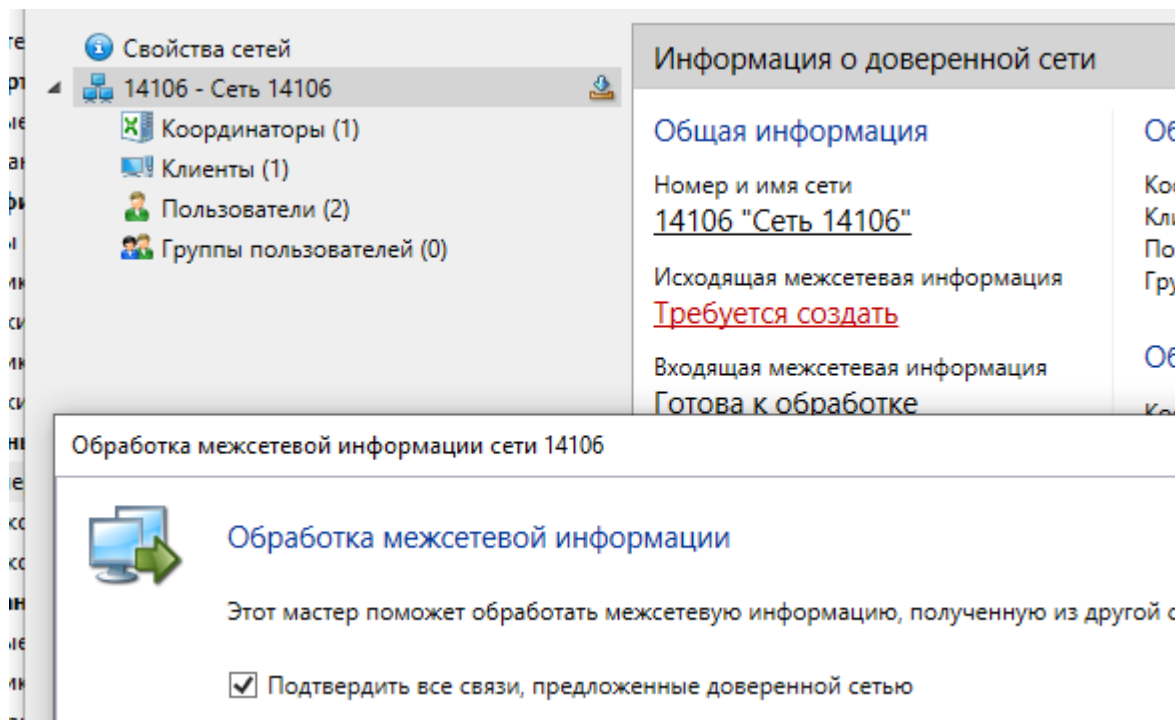 Свойства сетей
14106 - Сеть 14106
Координаторы (1)
Клиенты (1)
Пользователи (2)
Группы пользователей (0)
Информация о доверенной сети
Общая информация
Номер и имя сети
14106 "Сеть 14106"
Исходящая межсетевая информация
Требуется создать
Входящая межсетевая информация
Готова к обработке
Обработка межсетевой информации сети 14106
Обработка межсетевой информации
Этот мастер поможет обработать межсетевую информацию, полученную из другой
Подтвердить все связи, предложенные доверенной сетью